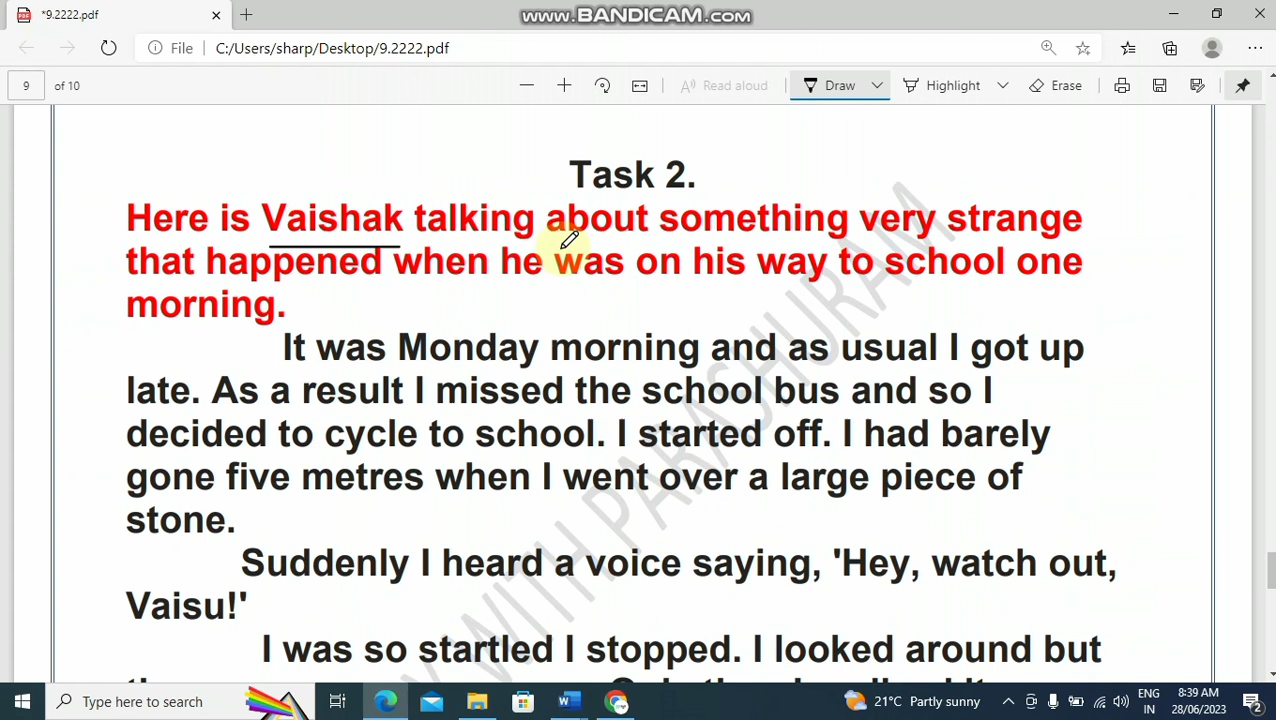 *9.2222.pdf
www.BANDICAM.com
File C:/Users/sharp/Desktop/9.2222.pdf
9 of 10 Read aloud Draw Highlight Erase
Task 2.
Here is Vaishak talking about something very strange
that happened when he was on his way to school one
morning.
It was Monday morning and as usual I got up
late. As a result I missed the school bus and so I
decided to cycle to school. I started off. I had barely
gone five metres when I went over a large piece of
stone.
Suddenly I heard a voice saying, 'Hey, watch out,
Vaisu!'
I was so startled I stopped. I looked around but
WITH PARASHURAM
Type here to search
21°C Partly sunny
ENG
IN
8:39 AM
28/06/2023
2